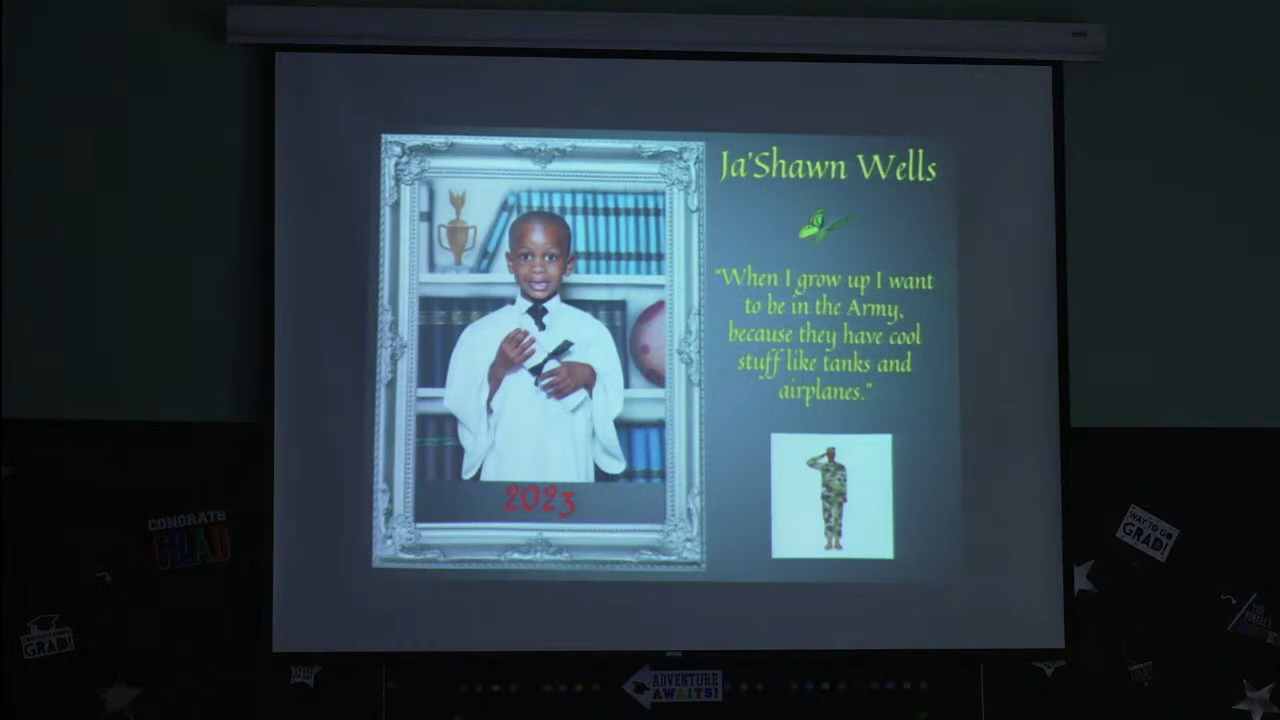 Ja'Shawn Wells
"When I grow up I want
to be in the Army,
because they have cool
stuff like tanks and
airplanes."
2023
CONGRATS
GRAD
GRAD!
WAY TO GO
GRAD!
ADVENTURE
AWAITS!